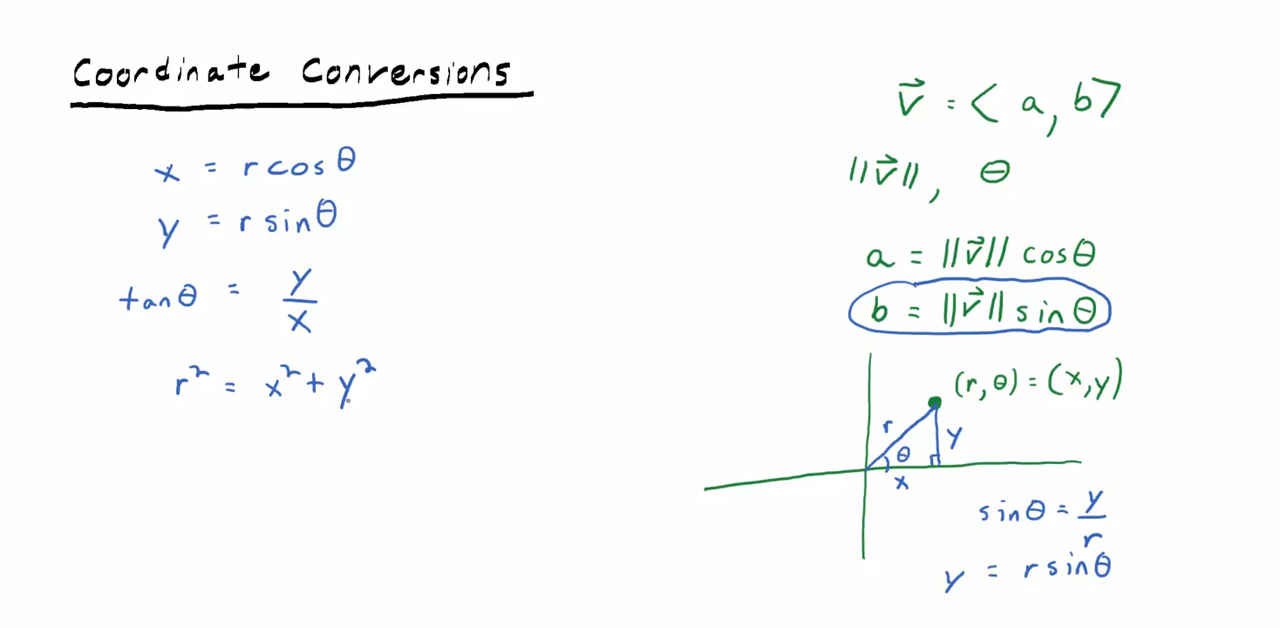 Coordinate Conversions
x = r cos θ
y = r sin θ
tan θ = y/x
r² = x² + y²
v⃗ = < a, b>
||v⃗||, θ
a = ||v⃗|| cos θ
b = ||v⃗|| sin θ
(r, θ) = (x, y)
r
y
θ
x
sin θ = y/r
y = r sin θ